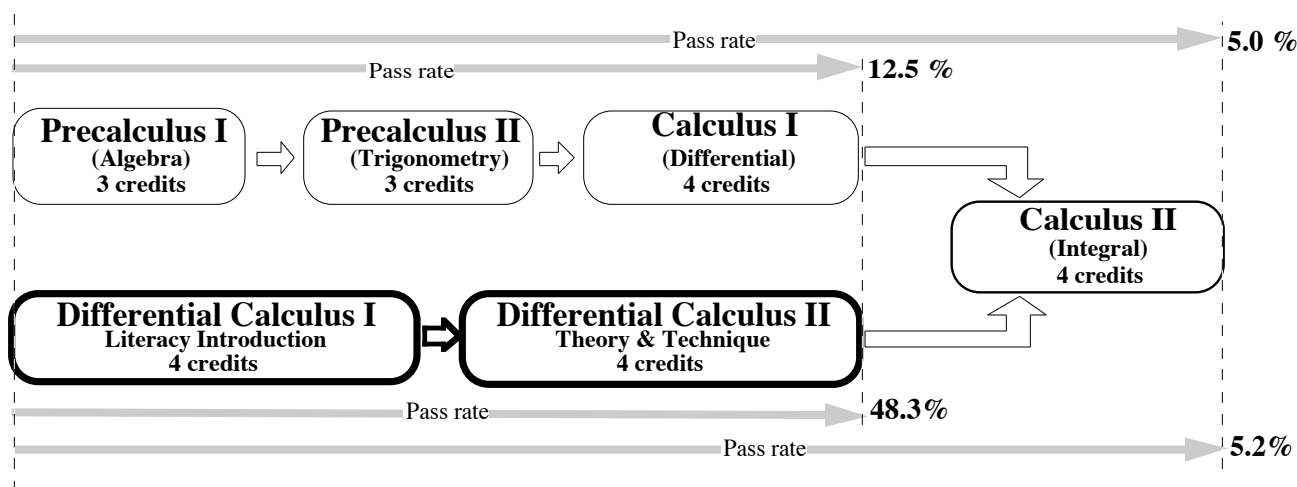 Pass rate
5.0 %
Pass rate
12.5 %
Precalculus I
(Algebra)
3 credits
Precalculus II
(Trigonometry)
3 credits
Calculus I
(Differential)
4 credits
Calculus II
(Integral)
4 credits
Differential Calculus I
Literacy Introduction
4 credits
Differential Calculus II
Theory & Technique
4 credits
Pass rate
48.3%
Pass rate
5.2%